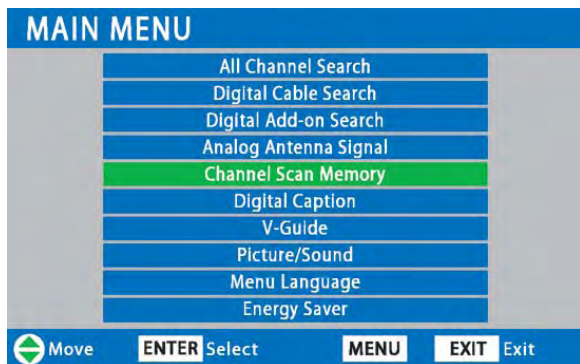 MAIN MENU
All Channel Search
Digital Cable Search
Digital Add-on Search
Analog Antenna Signal
Channel Scan Memory
Digital Caption
V-Guide
Picture/Sound
Menu Language
Energy Saver
Move ENTER Select MENU EXIT Exit